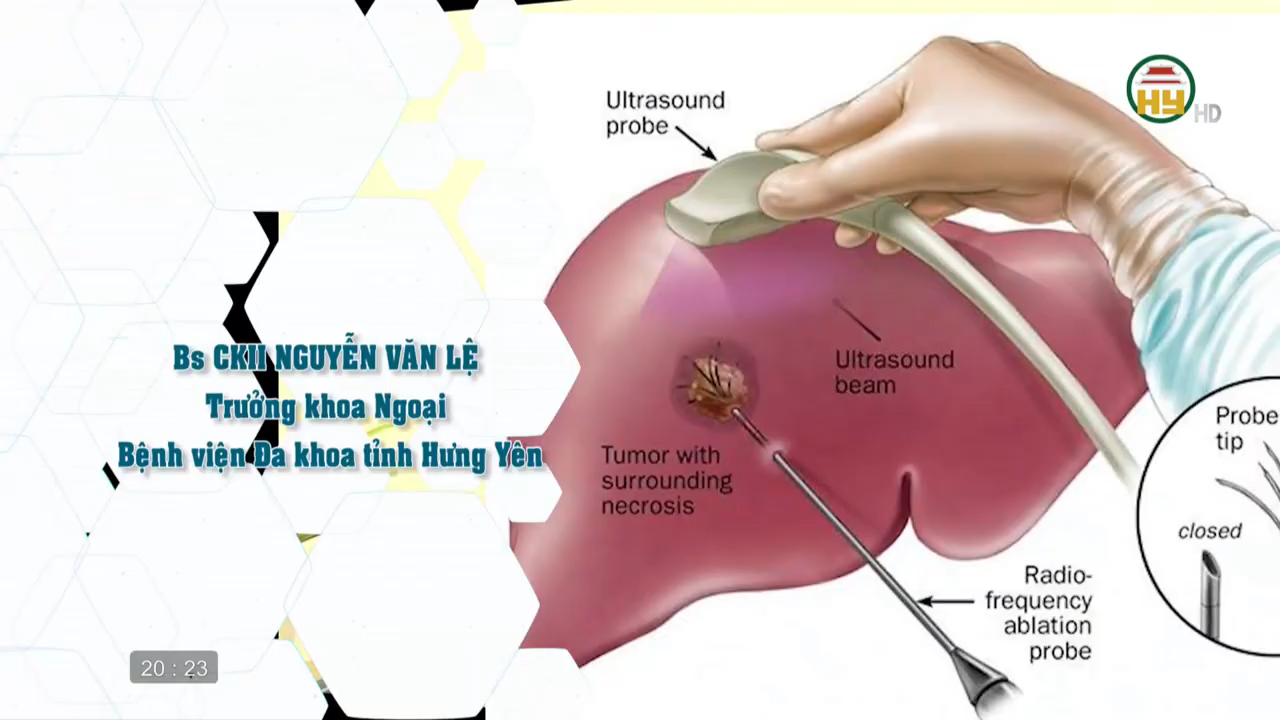 Ultrasound
probe
HY HD
Bs CKII NGUYỄN VĂN LỆ
Trưởng khoa Ngoại
Bệnh viện Đa khoa tỉnh Hưng Yên
Ultrasound
beam
Tumor with
surrounding
necrosis
Probe
tip
closed
Radio-
frequency
ablation
probe
20 : 23